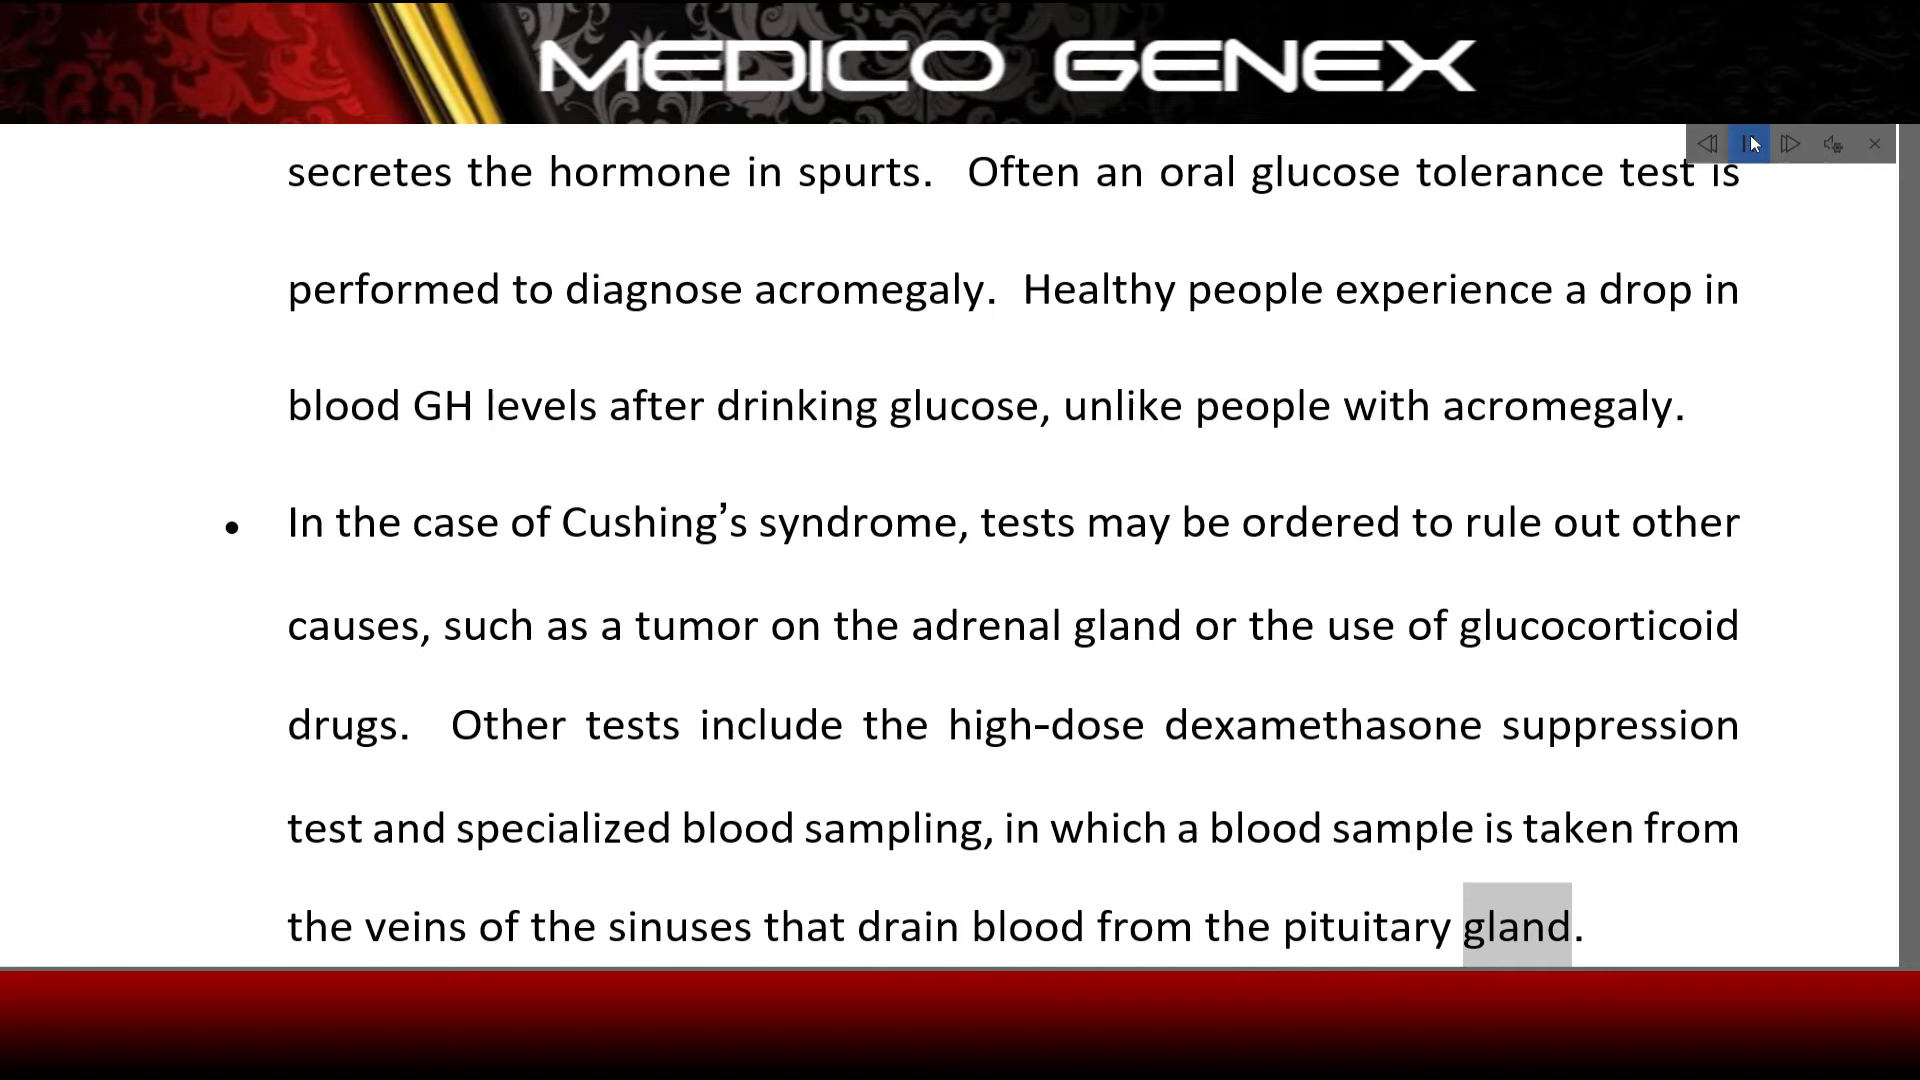 MEDICO GENEX
secretes the hormone in spurts. Often an oral glucose tolerance test is
performed to diagnose acromegaly. Healthy people experience a drop in
blood GH levels after drinking glucose, unlike people with acromegaly.
• In the case of Cushing’s syndrome, tests may be ordered to rule out other
causes, such as a tumor on the adrenal gland or the use of glucocorticoid
drugs. Other tests include the high-dose dexamethasone suppression
test and specialized blood sampling, in which a blood sample is taken from
the veins of the sinuses that drain blood from the pituitary gland.